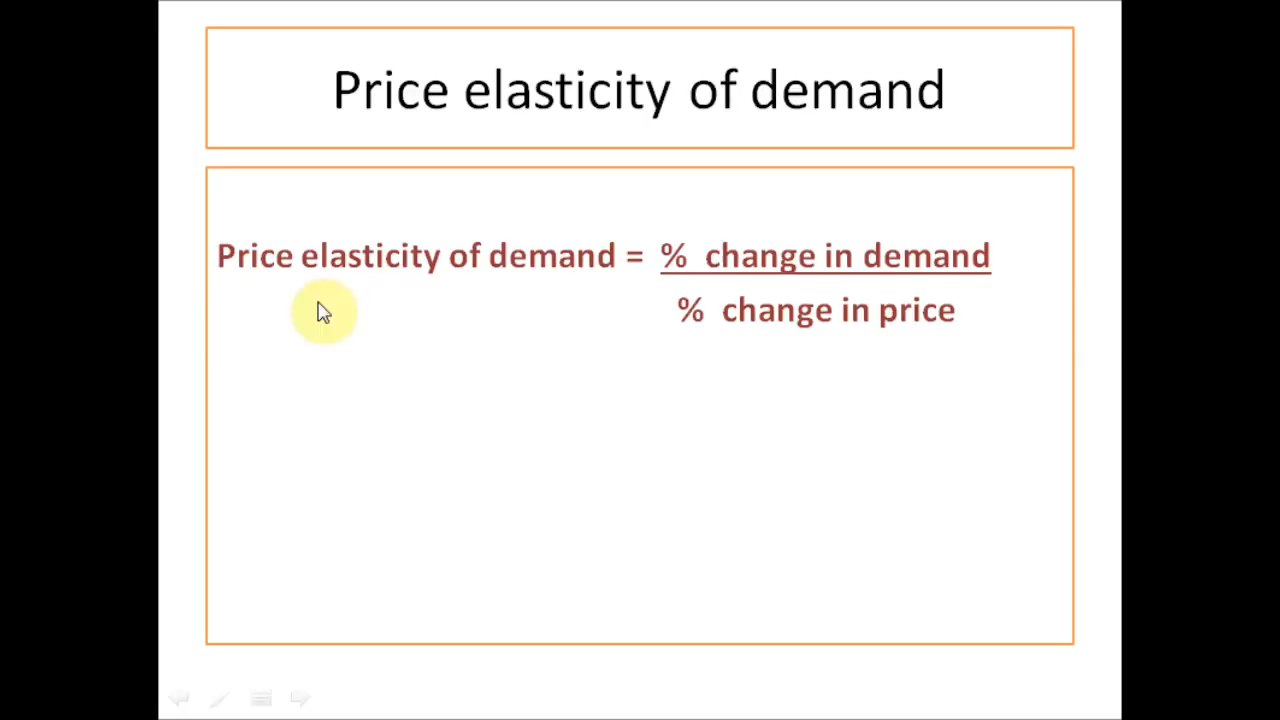 Price elasticity of demand
Price elasticity of demand = % change in demand
% change in price